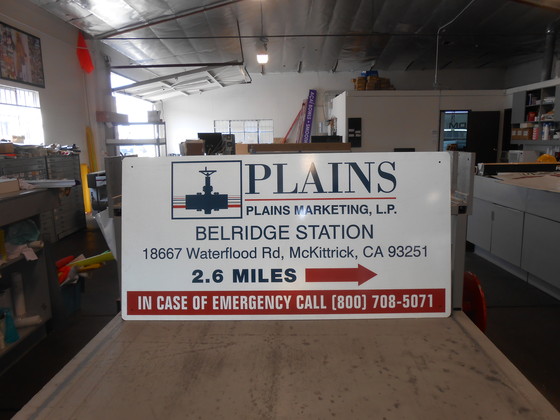 PLAINS
PLAINS MARKETING, L.P.
BELRIDGE STATION
18667 Waterflood Rd, McKittrick, CA 93251
2.6 MILES
IN CASE OF EMERGENCY CALL (800) 708-5071